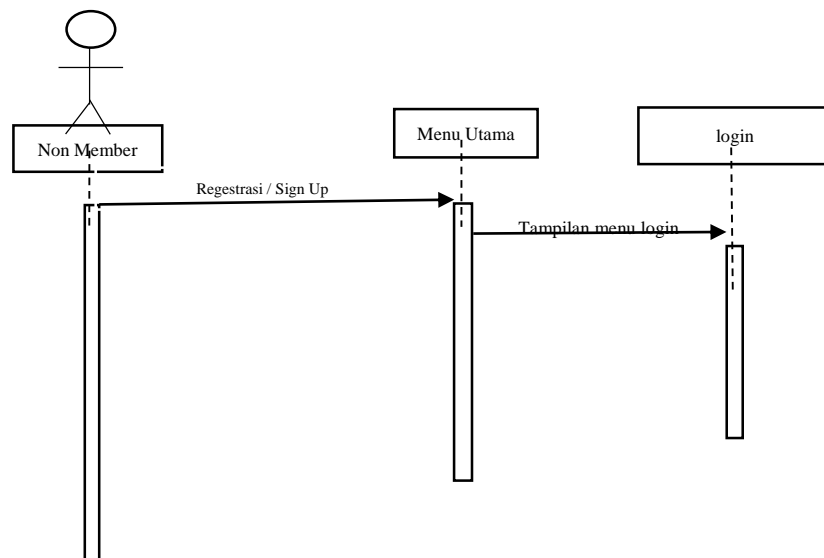 Non Member
Menu Utama
login
Regestrasi / Sign Up
Tampilan menu login